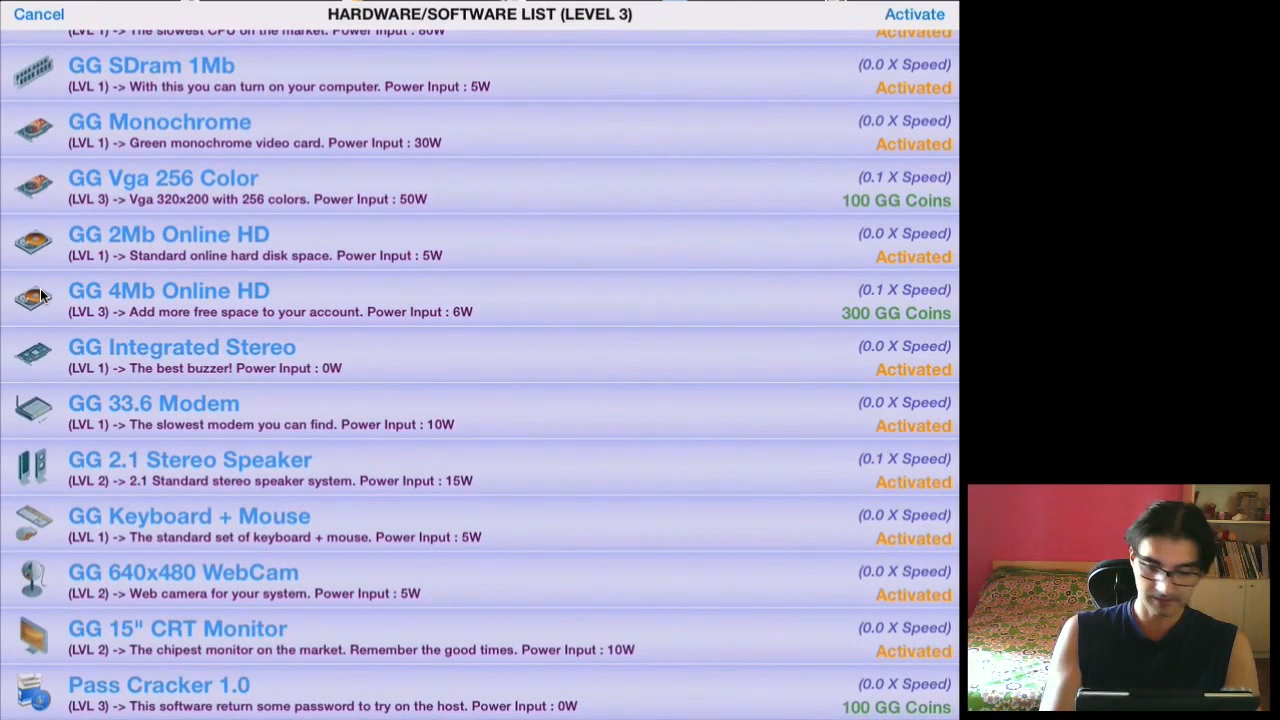 Cancel HARDWARE/SOFTWARE LIST (LEVEL 3) Activate
(LVL 1) -> The slowest CPU on the market. Power Input : 80W Activated
GG SDram 1Mb (0.0 X Speed)
(LVL 1) -> With this you can turn on your computer. Power Input : 5W Activated
GG Monochrome (0.0 X Speed)
(LVL 1) -> Green monochrome video card. Power Input : 30W Activated
GG Vga 256 Color (0.1 X Speed)
(LVL 3) -> Vga 320x200 with 256 colors. Power Input : 50W 100 GG Coins
GG 2Mb Online HD (0.0 X Speed)
(LVL 1) -> Standard online hard disk space. Power Input : 5W Activated
GG 4Mb Online HD (0.1 X Speed)
(LVL 3) -> Add more free space to your account. Power Input : 6W 300 GG Coins
GG Integrated Stereo (0.0 X Speed)
(LVL 1) -> The best buzzer! Power Input : 0W Activated
GG 33.6 Modem (0.0 X Speed)
(LVL 1) -> The slowest modem you can find. Power Input : 10W Activated
GG 2.1 Stereo Speaker (0.1 X Speed)
(LVL 2) -> 2.1 Standard stereo speaker system. Power Input : 15W Activated
GG Keyboard + Mouse (0.0 X Speed)
(LVL 1) -> The standard set of keyboard + mouse. Power Input : 5W Activated
GG 640x480 WebCam (0.0 X Speed)
(LVL 2) -> Web camera for your system. Power Input : 5W Activated
GG 15" CRT Monitor (0.0 X Speed)
(LVL 2) -> The chipest monitor on the market. Remember the good times. Power Input : 10W Activated
Pass Cracker 1.0 (0.0 X Speed)
(LVL 3) -> This software return some password to try on the host. Power Input : 0W 100 GG Coins